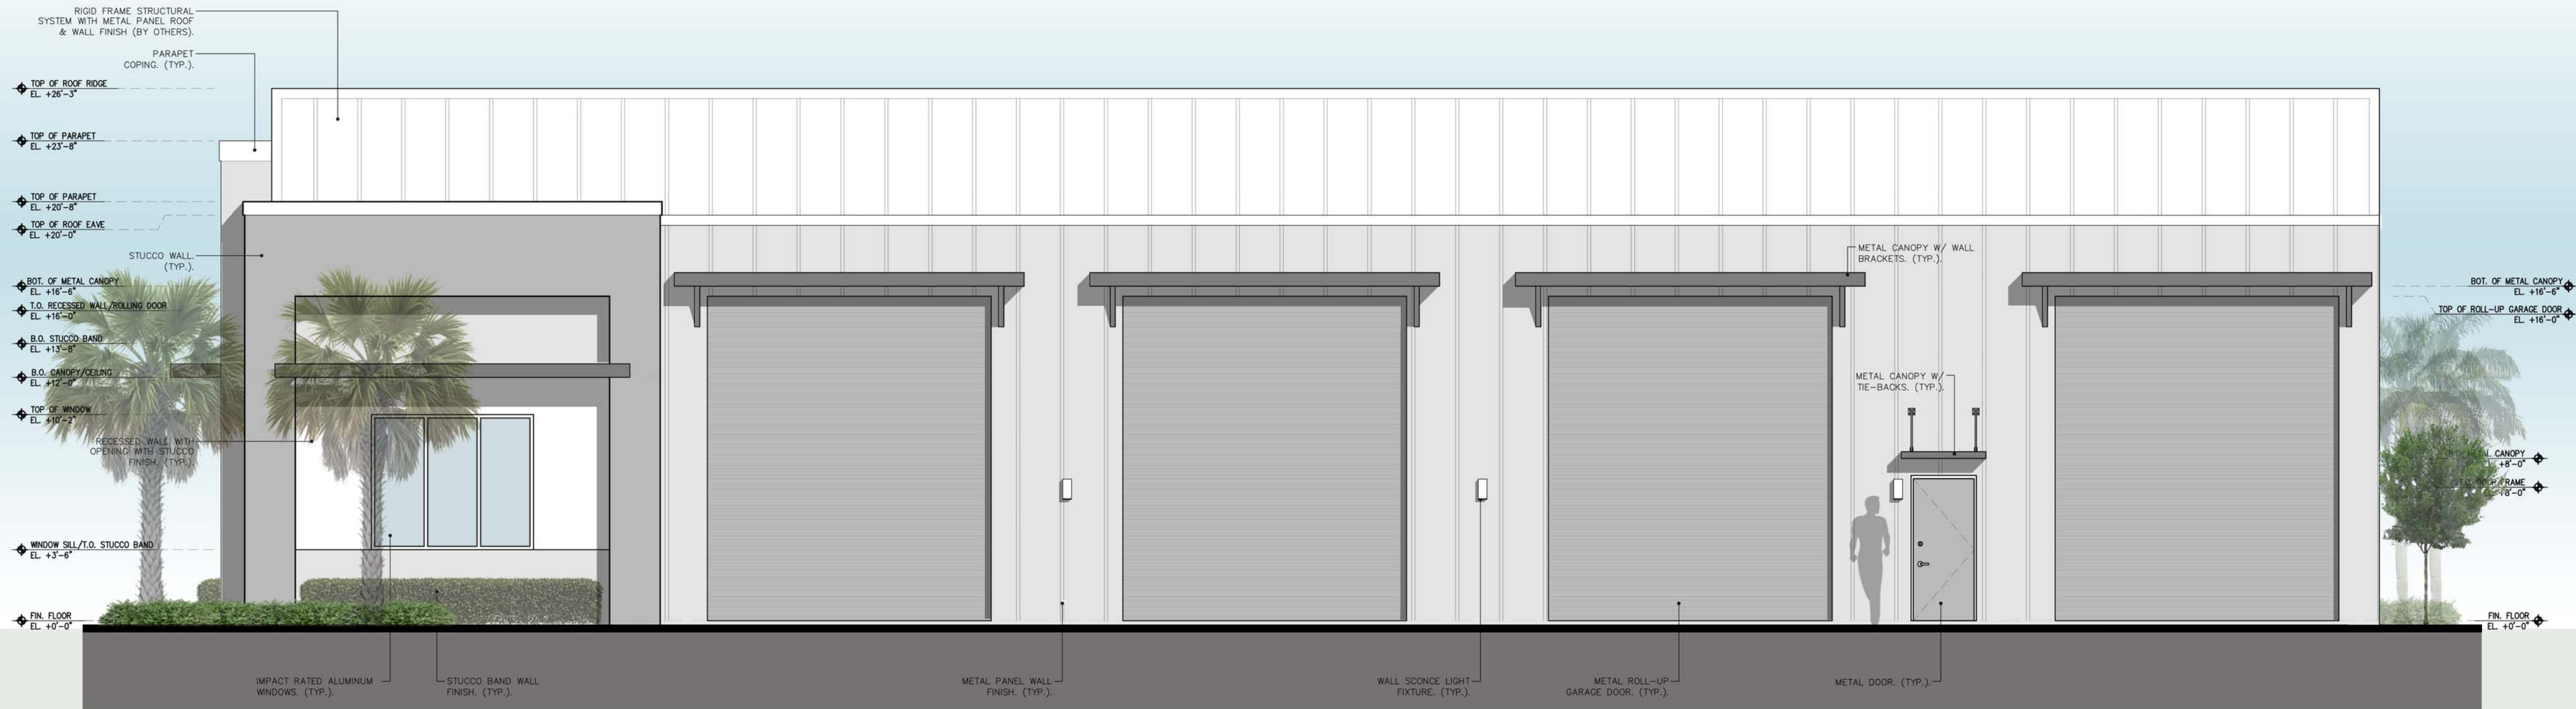 RIGID FRAME STRUCTURAL
SYSTEM WITH METAL PANEL ROOF
& WALL FINISH (BY OTHERS).
PARAPET
COPING. (TYP.).
TOP OF ROOF RIDGE
EL. +26'-3"
TOP OF PARAPET
EL. +23'-8"
TOP OF PARAPET
EL. +20'-8"
TOP OF ROOF EAVE
EL. +20'-0"
STUCCO WALL.
(TYP.).
BOT. OF METAL CANOPY
EL. +16'-6"
T.O. RECESSED WALL/ROLLING DOOR
EL. +16'-0"
B.O. STUCCO BAND
EL. +13'-8"
B.O. CANOPY/CEILING
EL. +12'-0"
TOP OF WINDOW
EL. +10'-2"
RECESSED WALL WITH
OPENING WITH STUCCO
FINISH. (TYP.).
WINDOW SILL/T.O. STUCCO BAND
EL. +3'-6"
FIN. FLOOR
EL. +0'-0"
METAL CANOPY W/ WALL
BRACKETS. (TYP.).
METAL CANOPY W/
TIE-BACKS. (TYP.).
BOT. OF METAL CANOPY
EL. +16'-6"
TOP OF ROLL-UP GARAGE DOOR
EL. +16'-0"
CANOPY
+8'-0"
FRAME
+8'-0"
FIN. FLOOR
EL. +0'-0"
IMPACT RATED ALUMINUM
WINDOWS. (TYP.).
STUCCO BAND WALL
FINISH. (TYP.).
METAL PANEL WALL
FINISH. (TYP.).
WALL SCONCE LIGHT
FIXTURE. (TYP.).
METAL ROLL-UP
GARAGE DOOR. (TYP.).
METAL DOOR. (TYP.).